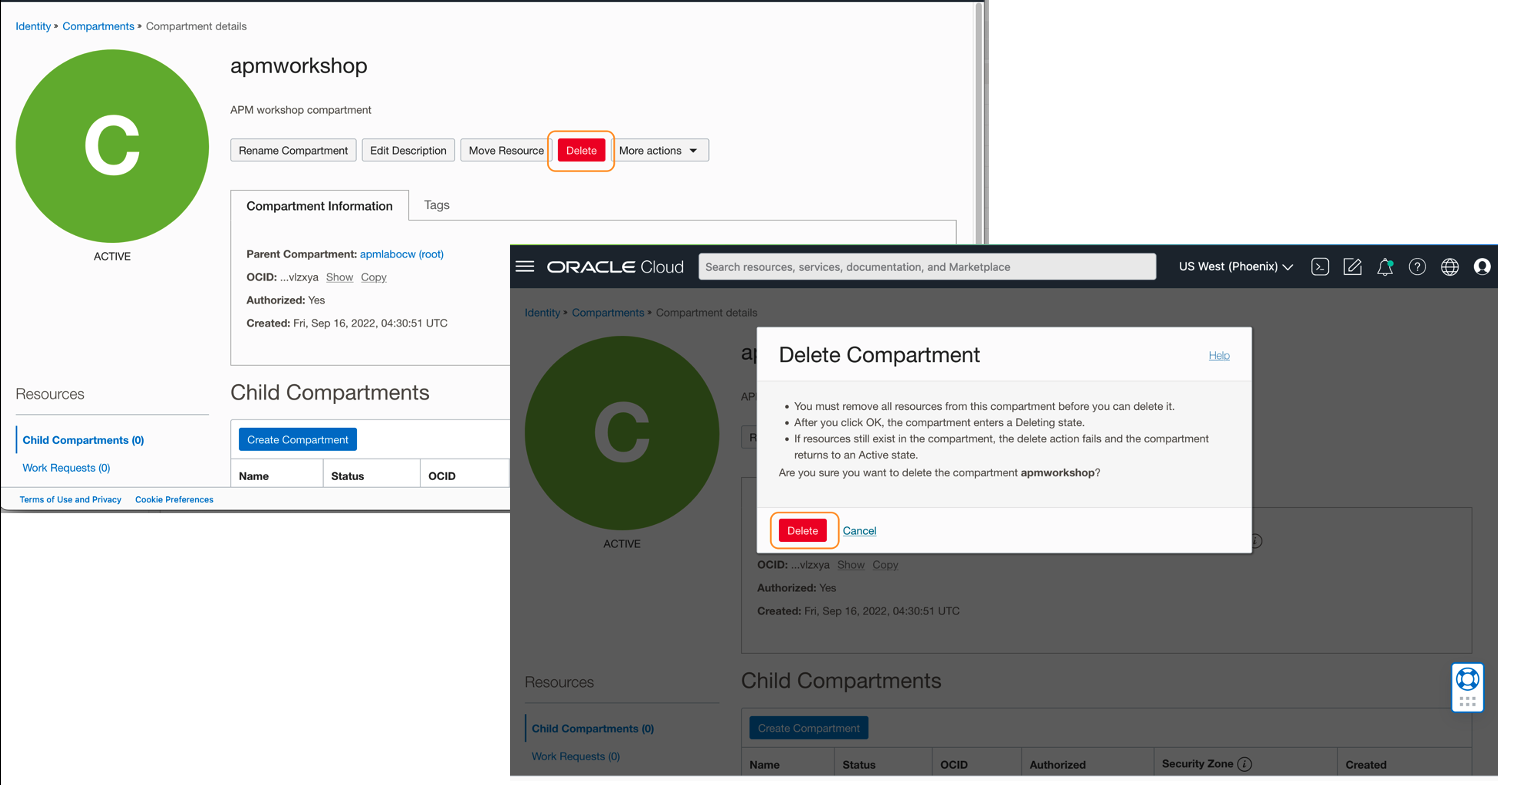 Identity » Compartments » Compartment details
C
ACTIVE
apmworkshop
APM workshop compartment
Rename Compartment Edit Description Move Resource Delete More actions
Compartment Information Tags
Parent Compartment: apmlabocw (root)
OCID: ...vlzxya Show Copy
Authorized: Yes
Created: Fri, Sep 16, 2022, 04:30:51 UTC
Resources
Child Compartments (0)
Work Requests (0)
Child Compartments
Create Compartment
Name Status OCID
Terms of Use and Privacy Cookie Preferences
ORACLE Cloud Search resources, services, documentation, and Marketplace US West (Phoenix)
Identity » Compartments » Compartment details
C
ACTIVE
ap
AP
R
Delete Compartment Help
• You must remove all resources from this compartment before you can delete it.
• After you click OK, the compartment enters a Deleting state.
• If resources still exist in the compartment, the delete action fails and the compartment
returns to an Active state.
Are you sure you want to delete the compartment apmworkshop?
Delete Cancel
OCID: ...vlzxya Show Copy
Authorized: Yes
Created: Fri, Sep 16, 2022, 04:30:51 UTC
Resources
Child Compartments (0)
Work Requests (0)
Child Compartments
Create Compartment
Name Status OCID Authorized Security Zone i Created